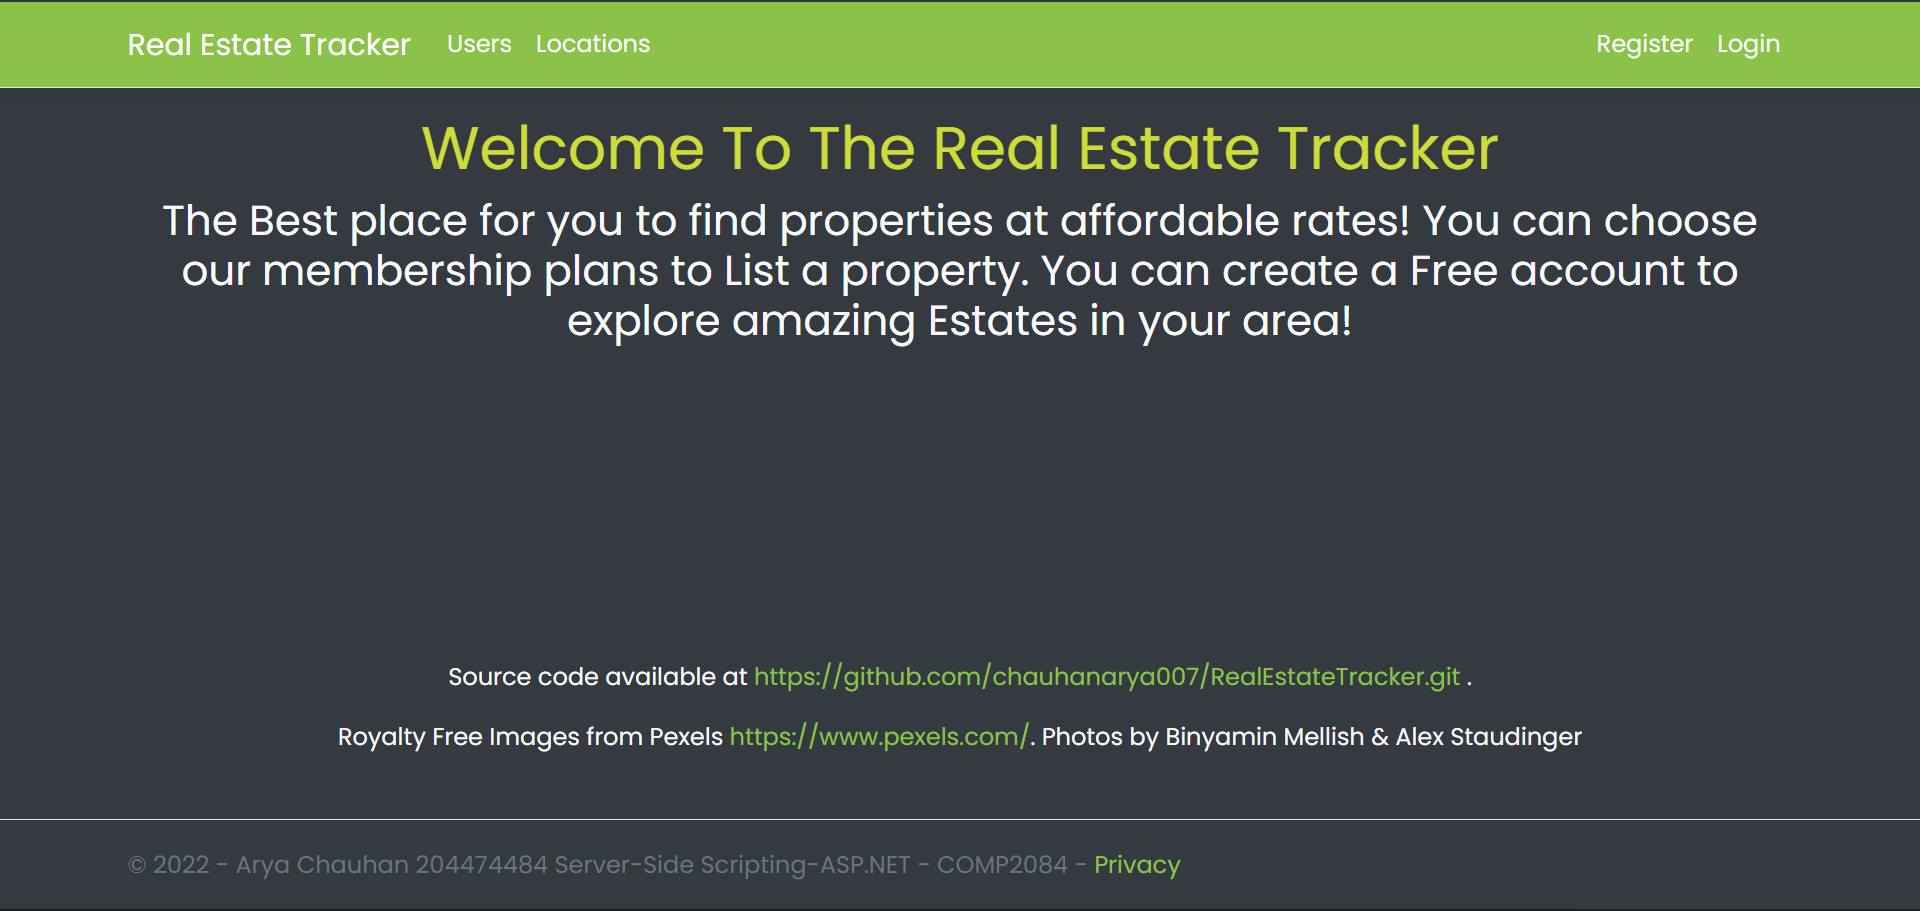 Real Estate Tracker Users Locations Register Login
Welcome To The Real Estate Tracker
The Best place for you to find properties at affordable rates! You can choose
our membership plans to List a property. You can create a Free account to
explore amazing Estates in your area!
Source code available at https://github.com/chauhanarya007/RealEstateTracker.git .
Royalty Free Images from Pexels https://www.pexels.com/. Photos by Binyamin Mellish & Alex Staudinger
© 2022 - Arya Chauhan 204474484 Server-Side Scripting-ASP.NET - COMP2084 - Privacy